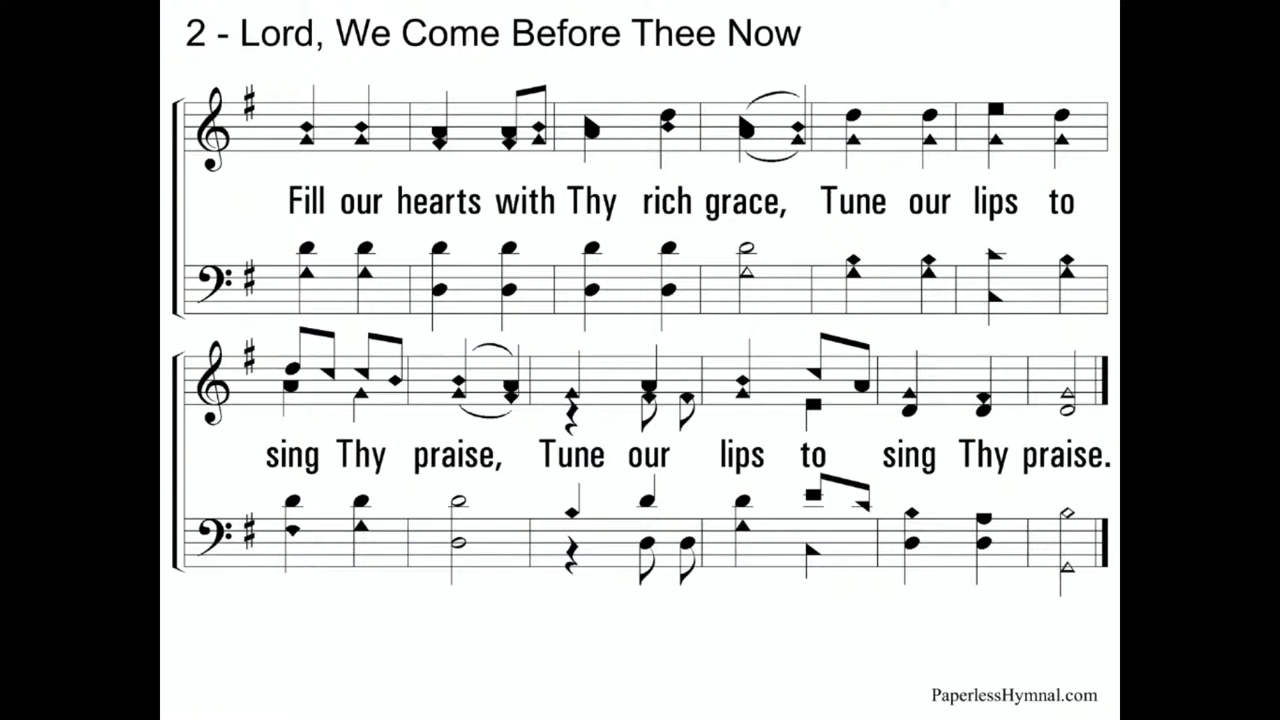 2 - Lord, We Come Before Thee Now
Fill our hearts with Thy rich grace, Tune our lips to
sing Thy praise, Tune our lips to sing Thy praise.
PaperlessHymnal.com